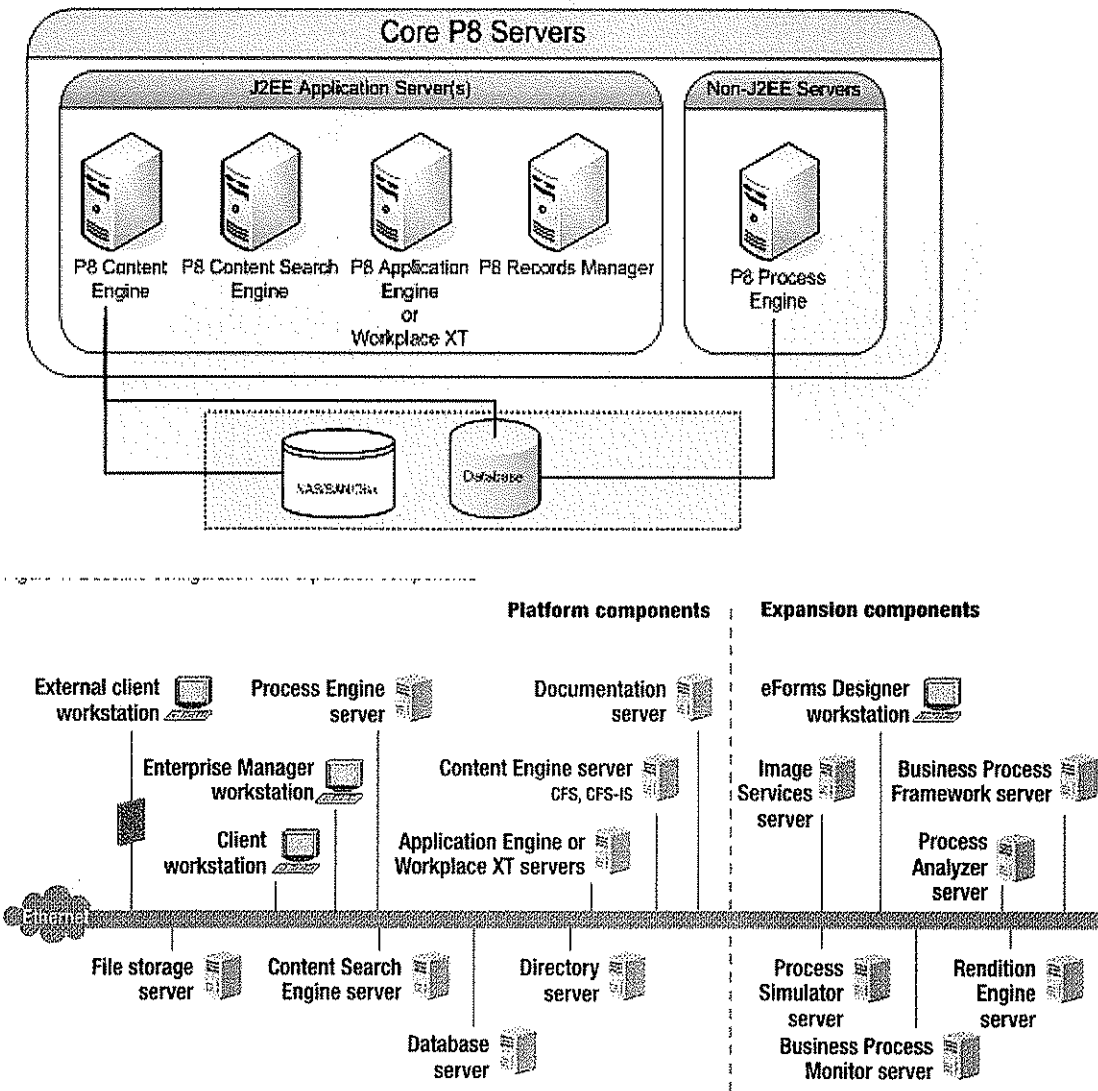 Core P8 Servers
J2EE Application Server(s)
Non-J2EE Servers
P8 Content
Engine
P8 Content Search
Engine
P8 Application
Engine
or
Workplace XT
P8 Records Manager
P8 Process
Engine
Database
Platform components
Expansion components
External client
workstation
Process Engine
server
Documentation
server
eForms Designer
workstation
Enterprise Manager
workstation
Content Engine server
CFS, CFS-IS
Image
Services
server
Business Process
Framework server
Client
workstation
Application Engine or
Workplace XT servers
Process
Analyzer
server
Ethernet
File storage
server
Content Search
Engine server
Directory
server
Process
Simulator
server
Rendition
Engine
server
Database
server
Business Process
Monitor server